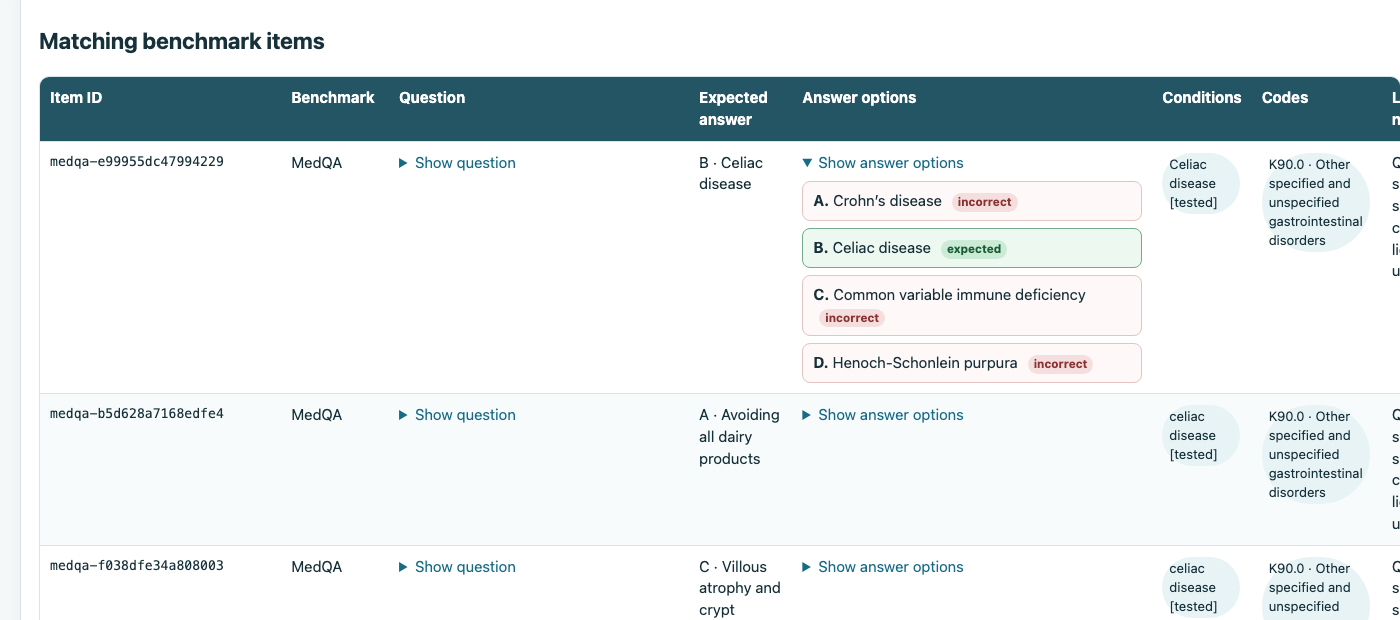 Matching benchmark items
Item ID
Benchmark
Question
Expected
answer
Answer options
Conditions
Codes
medqa-e99955dc47994229
MedQA
▶ Show question
B · Celiac
disease
▼ Show answer options
A. Crohn's disease incorrect
B. Celiac disease expected
C. Common variable immune deficiency
incorrect
D. Henoch-Schonlein purpura incorrect
Celiac
disease
[tested]
K90.0 · Other
specified and
unspecified
gastrointestinal
disorders
medqa-b5d628a7168edfe4
MedQA
▶ Show question
A · Avoiding
all dairy
products
▶ Show answer options
celiac
disease
[tested]
K90.0 · Other
specified and
unspecified
gastrointestinal
disorders
medqa-f038dfe34a808003
MedQA
▶ Show question
C · Villous
atrophy and
crypt
▶ Show answer options
celiac
disease
[tested]
K90.0 · Other
specified and
unspecified